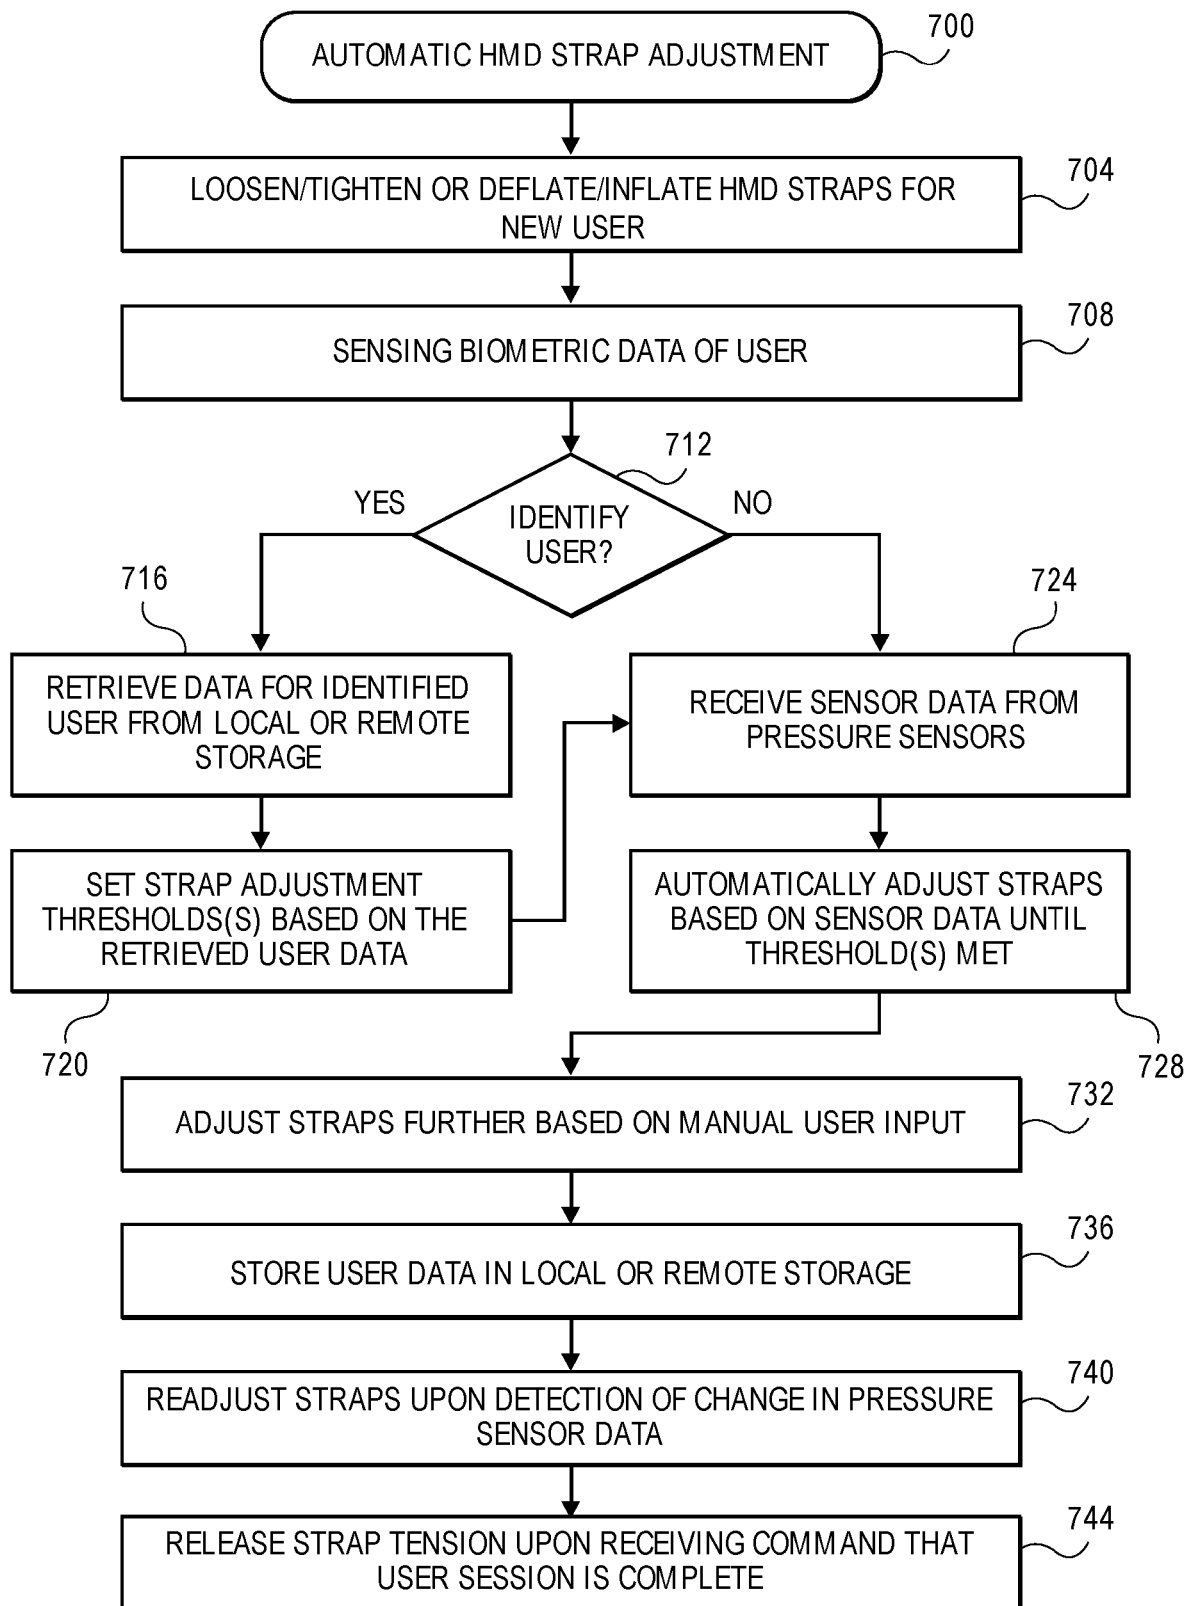 AUTOMATIC HMD STRAP ADJUSTMENT
700
LOOSEN/TIGHTEN OR DEFLATE/INFLATE HMD STRAPS FOR
NEW USER
704
SENSING BIOMETRIC DATA OF USER
708
712
YES
IDENTIFY
USER?
NO
716
RETRIEVE DATA FOR IDENTIFIED
USER FROM LOCAL OR REMOTE
STORAGE
724
RECEIVE SENSOR DATA FROM
PRESSURE SENSORS
SET STRAP ADJUSTMENT
THRESHOLDS(S) BASED ON THE
RETRIEVED USER DATA
720
AUTOMATICALLY ADJUST STRAPS
BASED ON SENSOR DATA UNTIL
THRESHOLD(S) MET
728
ADJUST STRAPS FURTHER BASED ON MANUAL USER INPUT
732
STORE USER DATA IN LOCAL OR REMOTE STORAGE
736
READJUST STRAPS UPON DETECTION OF CHANGE IN PRESSURE
SENSOR DATA
740
RELEASE STRAP TENSION UPON RECEIVING COMMAND THAT
USER SESSION IS COMPLETE
744